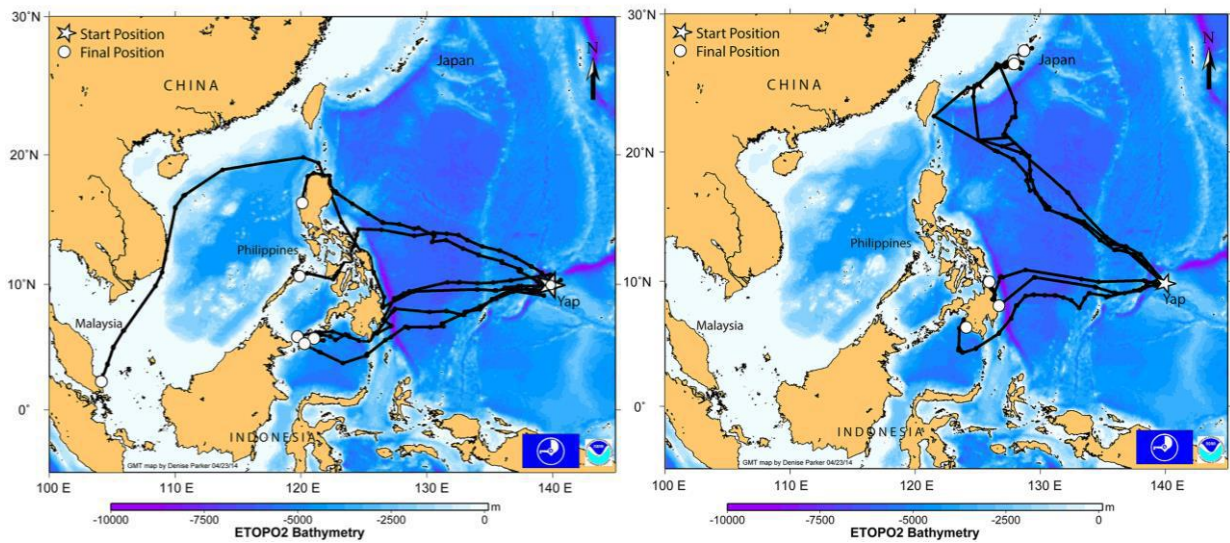 30°N
Start Position
Final Position
N
Japan
CHINA
20°N
Philippines
10°N
Yap
Malaysia
0°
INDONESIA
GMT map by Denise Parker 04/23/14
100 E 110 E 120 E 130 E 140 E
-10000 -7500 -5000 -2500 0 m
ETOPO2 Bathymetry
30°N
Start Position
Final Position
N
Japan
CHINA
20°N
Philippines
10°N
Yap
Malaysia
0°
INDONESIA
GMT map by Denise Parker 04/23/14
100 E 110 E 120 E 130 E 140 E
-10000 -7500 -5000 -2500 0 m
ETOPO2 Bathymetry